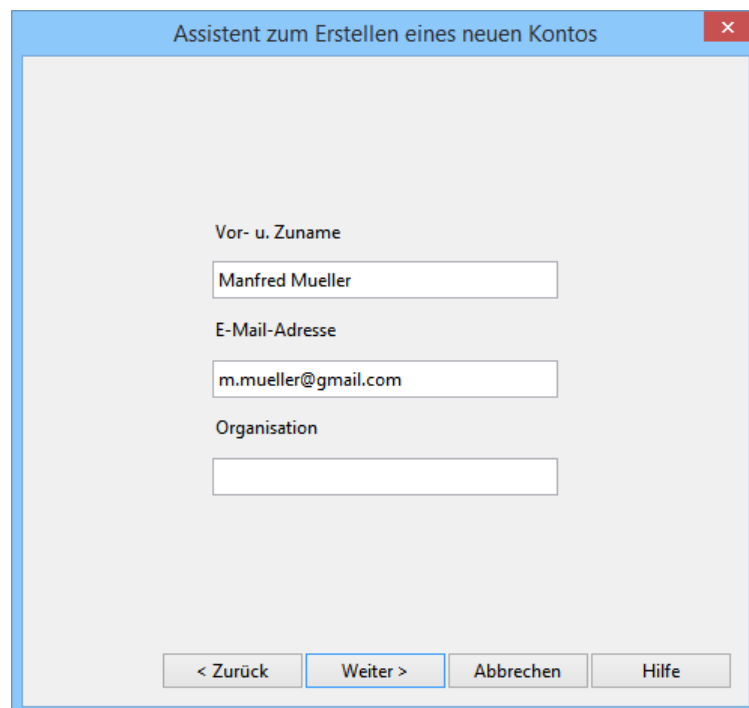 Assistent zum Erstellen eines neuen Kontos
Vor- u. Zuname
Manfred Mueller
E-Mail-Adresse
m.mueller@gmail.com
Organisation
< Zurück Weiter > Abbrechen Hilfe